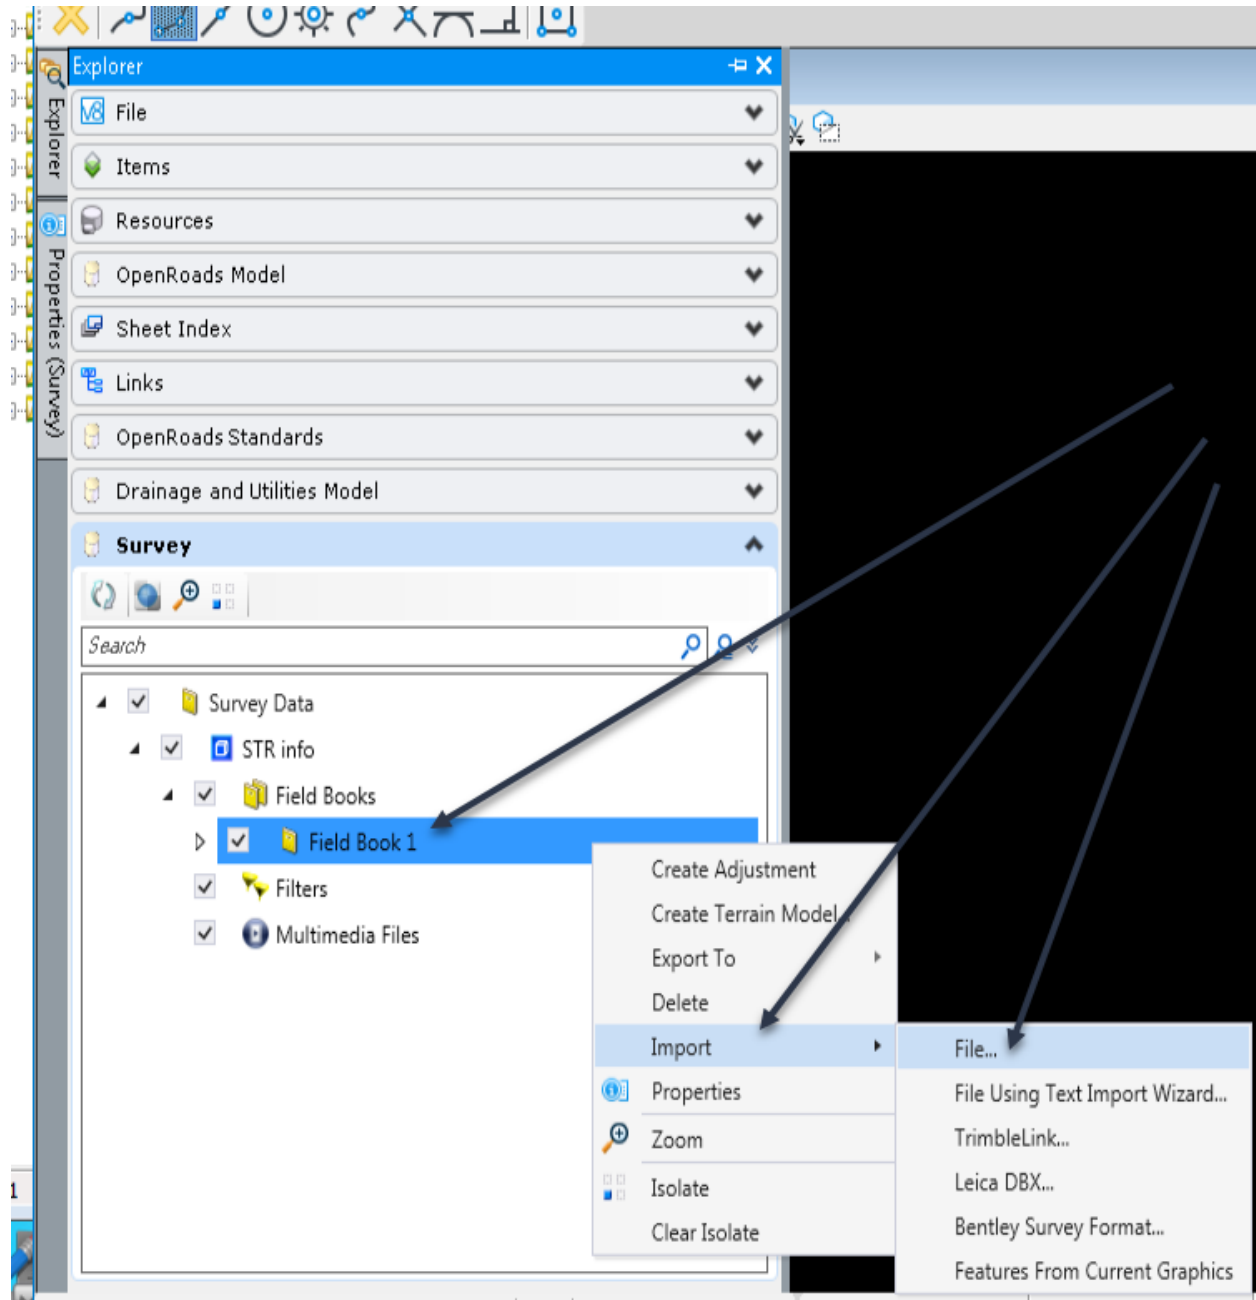 Explorer
Explorer
Properties (Survey)
V8 File
Items
Resources
OpenRoads Model
Sheet Index
Links
OpenRoads Standards
Drainage and Utilities Model
Survey
Search
Survey Data
STR info
Field Books
Field Book 1
Filters
Multimedia Files
Create Adjustment
Create Terrain Model...
Export To
Delete
Import
Properties
Zoom
Isolate
Clear Isolate
File...
File Using Text Import Wizard...
TrimbleLink...
Leica DBX...
Bentley Survey Format...
Features From Current Graphics
1